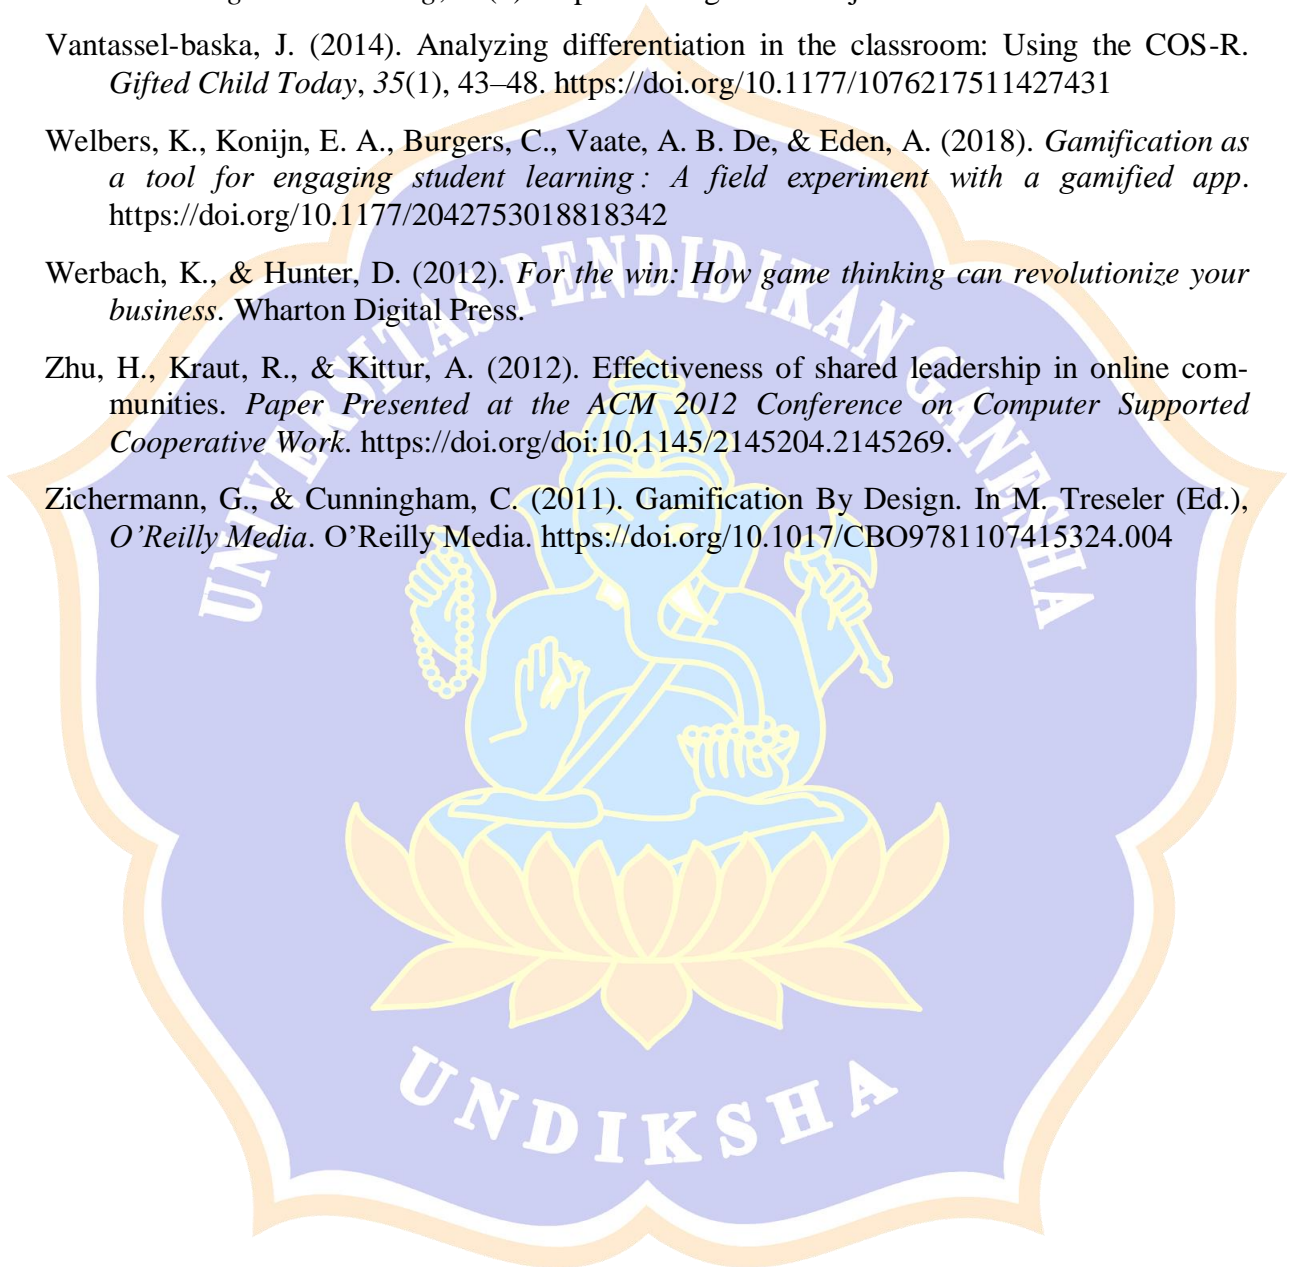 Vantassel-baska, J. (2014). Analyzing differentiation in the classroom: Using the COS-R.
Gifted Child Today, 35(1), 43–48. https://doi.org/10.1177/1076217511427431
Welbers, K., Konijn, E. A., Burgers, C., Vaate, A. B. De, & Eden, A. (2018). Gamification as
a tool for engaging student learning : A field experiment with a gamified app.
https://doi.org/10.1177/2042753018818342
Werbach, K., & Hunter, D. (2012). For the win: How game thinking can revolutionize your
business. Wharton Digital Press.
Zhu, H., Kraut, R., & Kittur, A. (2012). Effectiveness of shared leadership in online com-
munities. Paper Presented at the ACM 2012 Conference on Computer Supported
Cooperative Work. https://doi.org/doi:10.1145/2145204.2145269.
Zichermann, G., & Cunningham, C. (2011). Gamification By Design. In M. Treseler (Ed.),
O’Reilly Media. O’Reilly Media. https://doi.org/10.1017/CBO9781107415324.004
UNIVERSITAS PENDIDIKAN GANESHA
UNDIKSHA